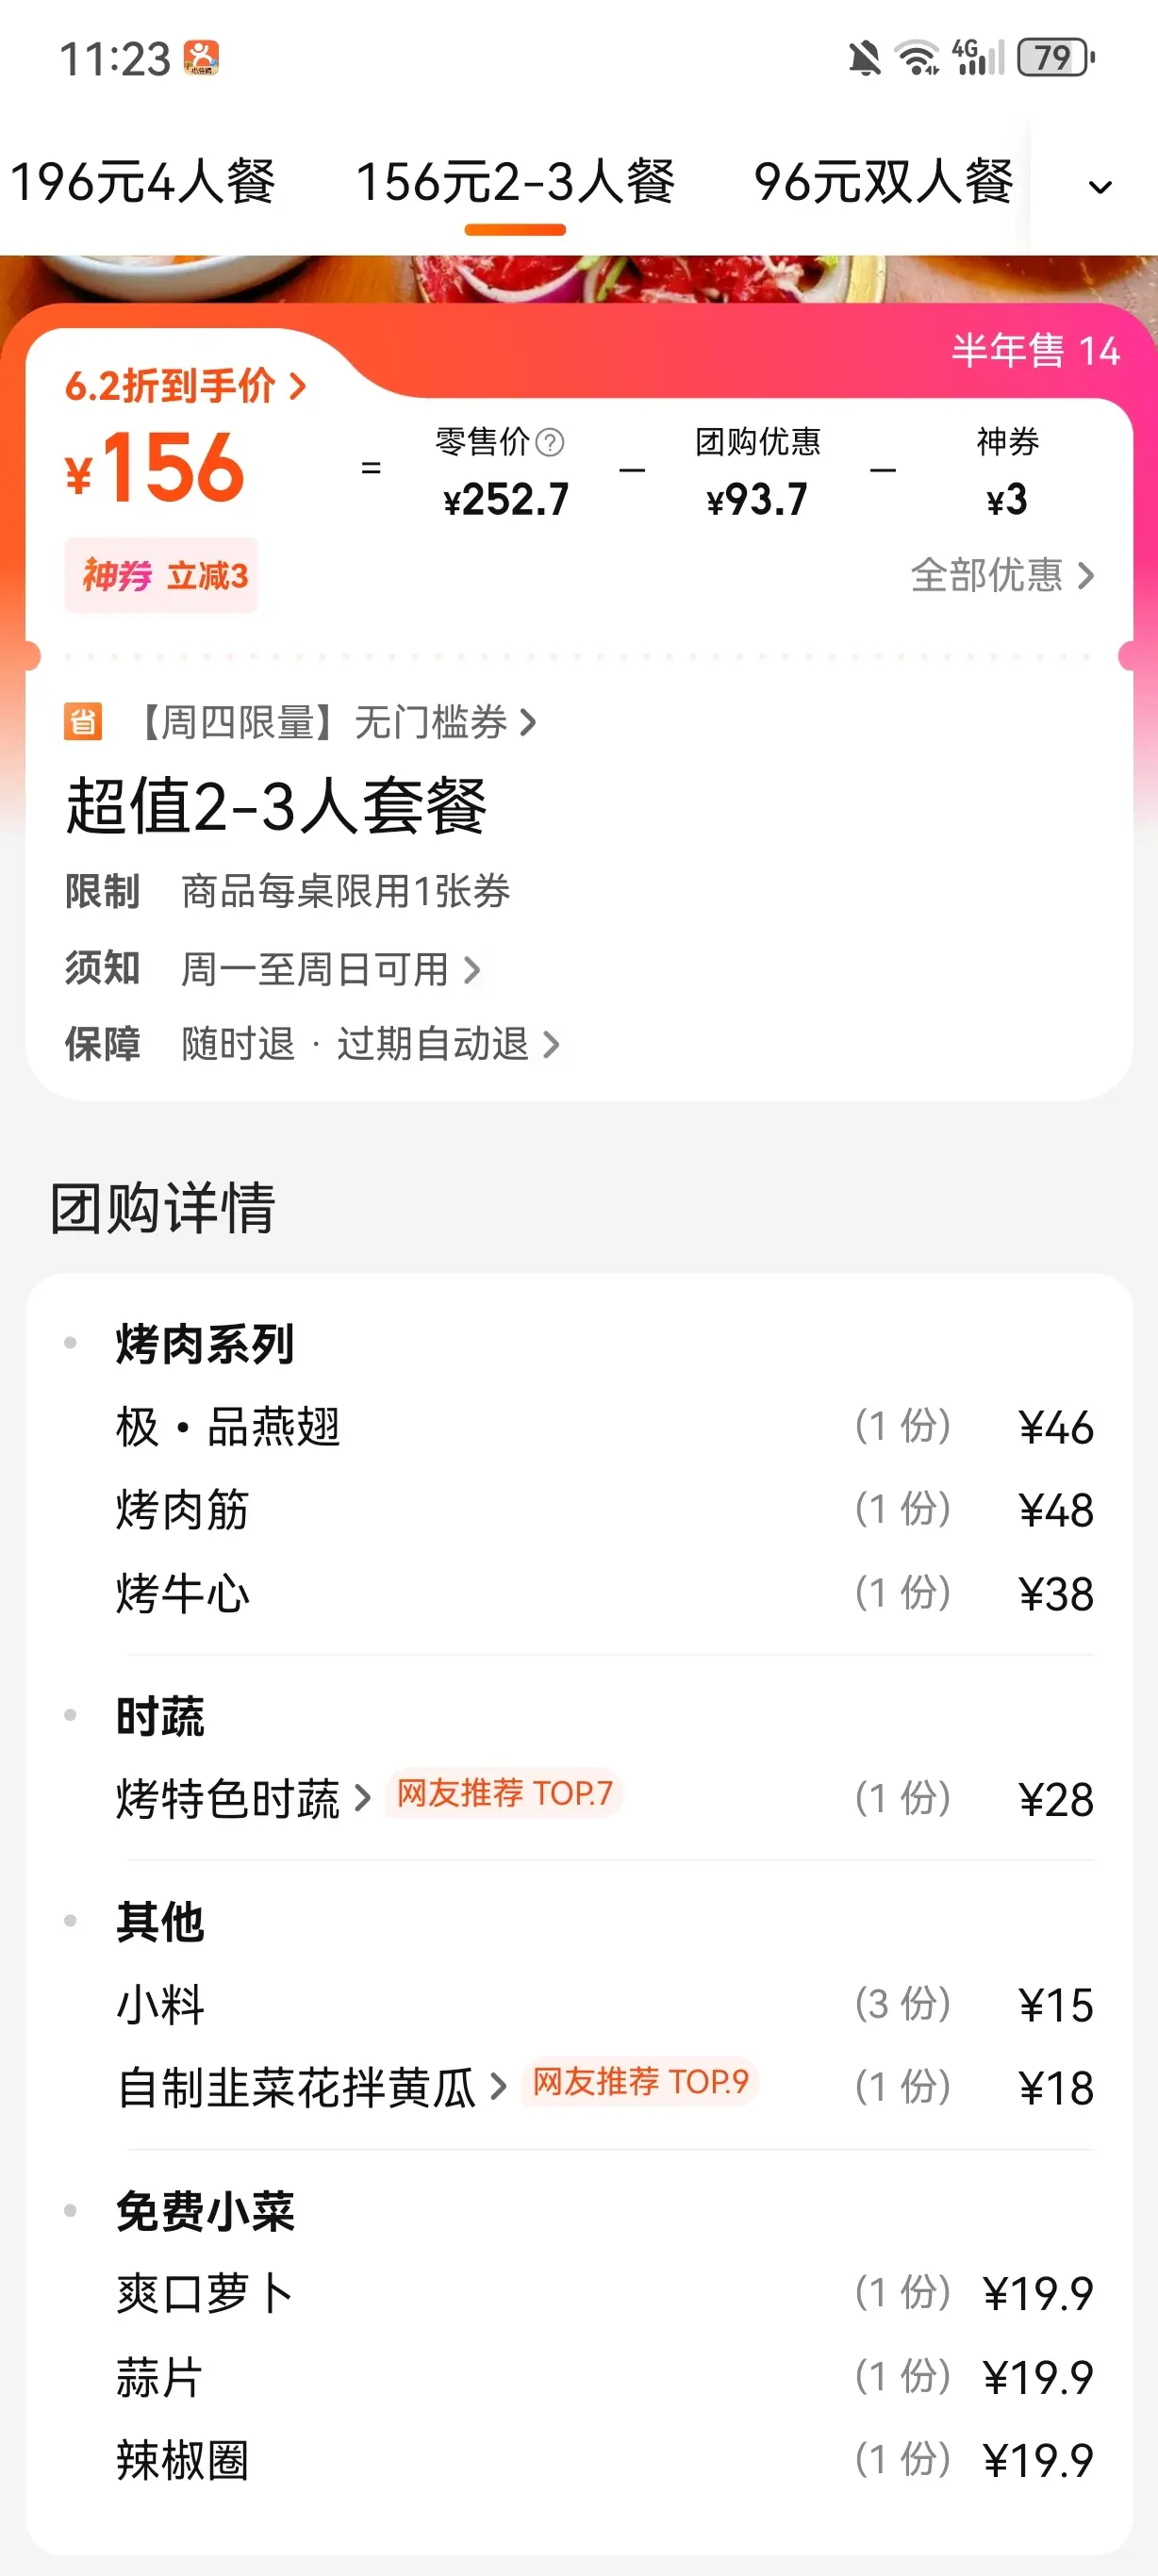 11:23
4G 79
196元4人餐 156元2-3人餐 96元双人餐
半年售 14
6.2折到手价
¥156 = 零售价? ¥252.7 － 团购优惠 ¥93.7 － 神券 ¥3
神券 立减3
全部优惠
省 【周四限量】无门槛券
超值2-3人套餐
限制 商品每桌限用1张券
须知 周一至周日可用
保障 随时退 · 过期自动退
团购详情
烤肉系列
极·品燕翅 (1 份) ¥46
烤肉筋 (1 份) ¥48
烤牛心 (1 份) ¥38
时蔬
烤特色时蔬 网友推荐 TOP.7 (1 份) ¥28
其他
小料 (3 份) ¥15
自制韭菜花拌黄瓜 网友推荐 TOP.9 (1 份) ¥18
免费小菜
爽口萝卜 (1 份) ¥19.9
蒜片 (1 份) ¥19.9
辣椒圈 (1 份) ¥19.9